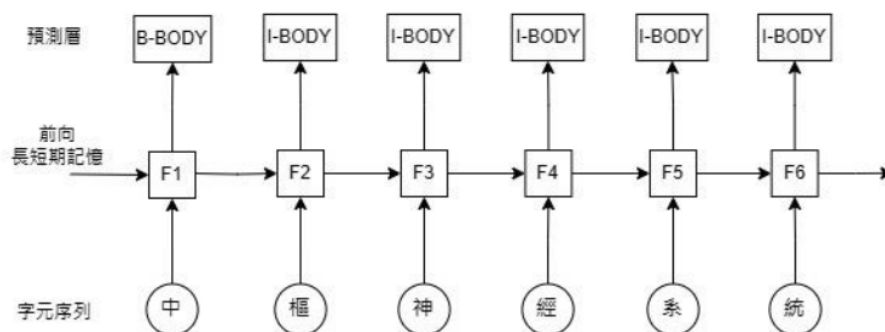 預測層 B-BODY I-BODY I-BODY I-BODY I-BODY I-BODY
前向
長短期記憶 F1 F2 F3 F4 F5 F6
字元序列 中 樞 神 經 系 統